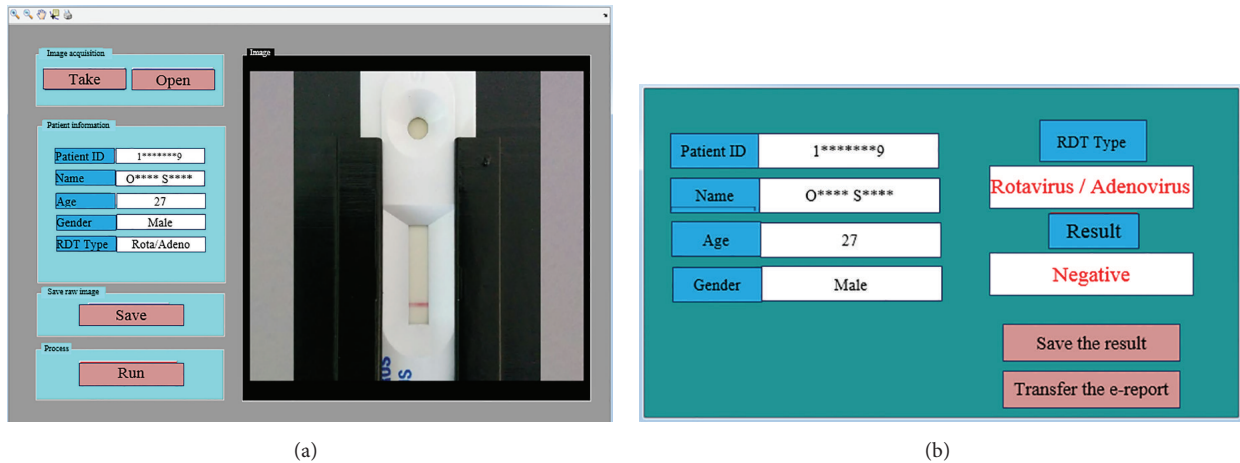 Image acquisition
Take Open
Patient information
Patient ID 1*******9
Name O**** S****
Age 27
Gender Male
RDT Type Rota/Adeno
Save raw image
Save
Process
Run
Image
(a)
Patient ID 1*******9
Name O**** S****
Age 27
Gender Male
RDT Type
Rotavirus / Adenovirus
Result
Negative
Save the result
Transfer the e-report
(b)